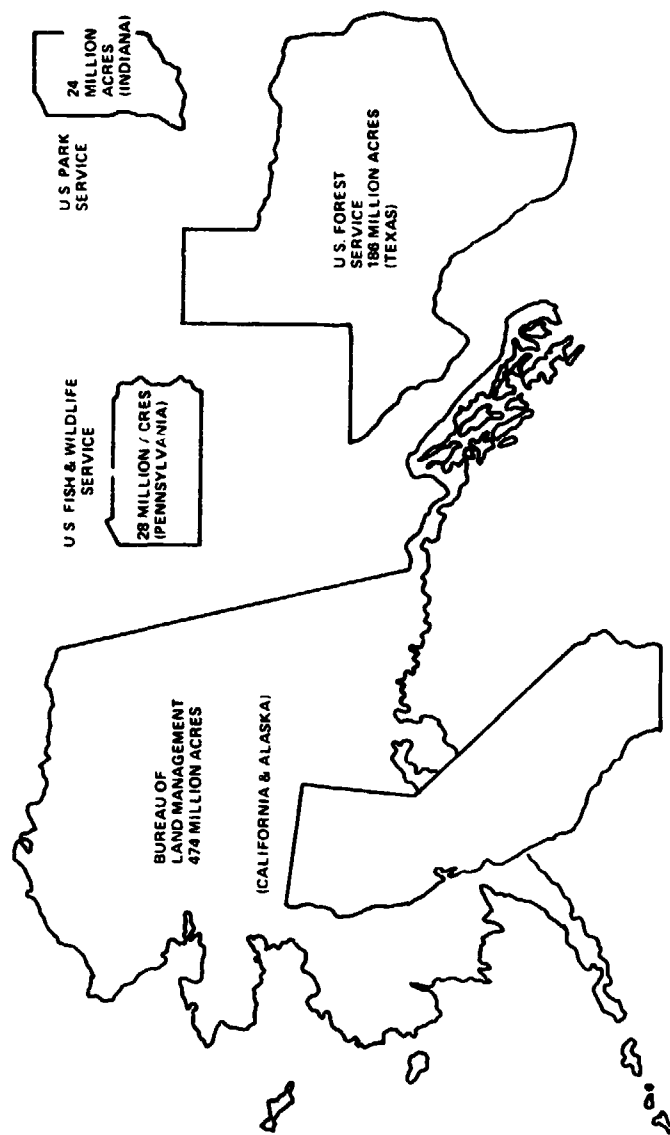 BUREAU OF
LAND MANAGEMENT
474 MILLION ACRES
(CALIFORNIA & ALASKA)
U S FISH & WILDLIFE
SERVICE
28 MILLION / CRES
(PENNSYLVANIA)
U S PARK
SERVICE
24
MILLION
ACRES
(INDIANA)
U.S. FOREST
SERVICE
186 MILLION ACRES
(TEXAS)